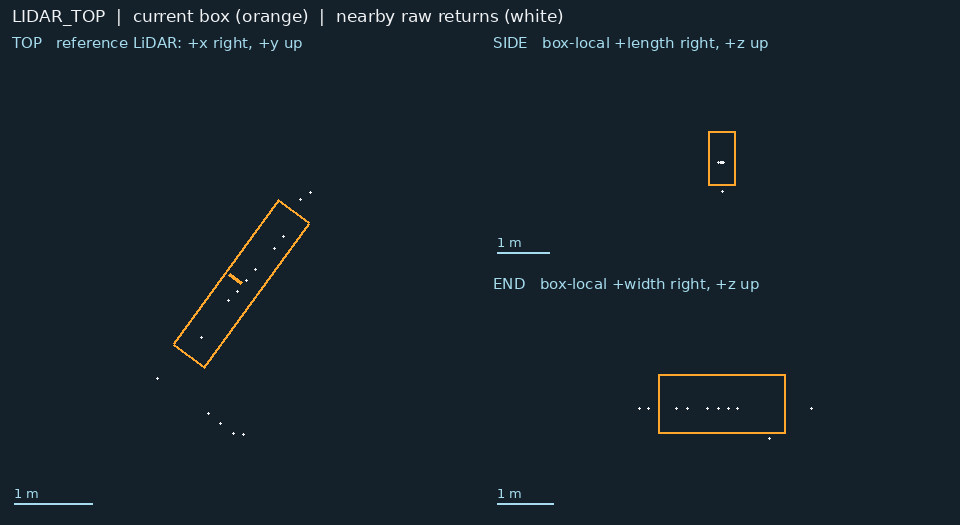 LIDAR_TOP | current box (orange) | nearby raw returns (white)
TOP reference LiDAR: +x right, +y up
SIDE box-local +length right, +z up
1 m
END box-local +width right, +z up
1 m
1 m